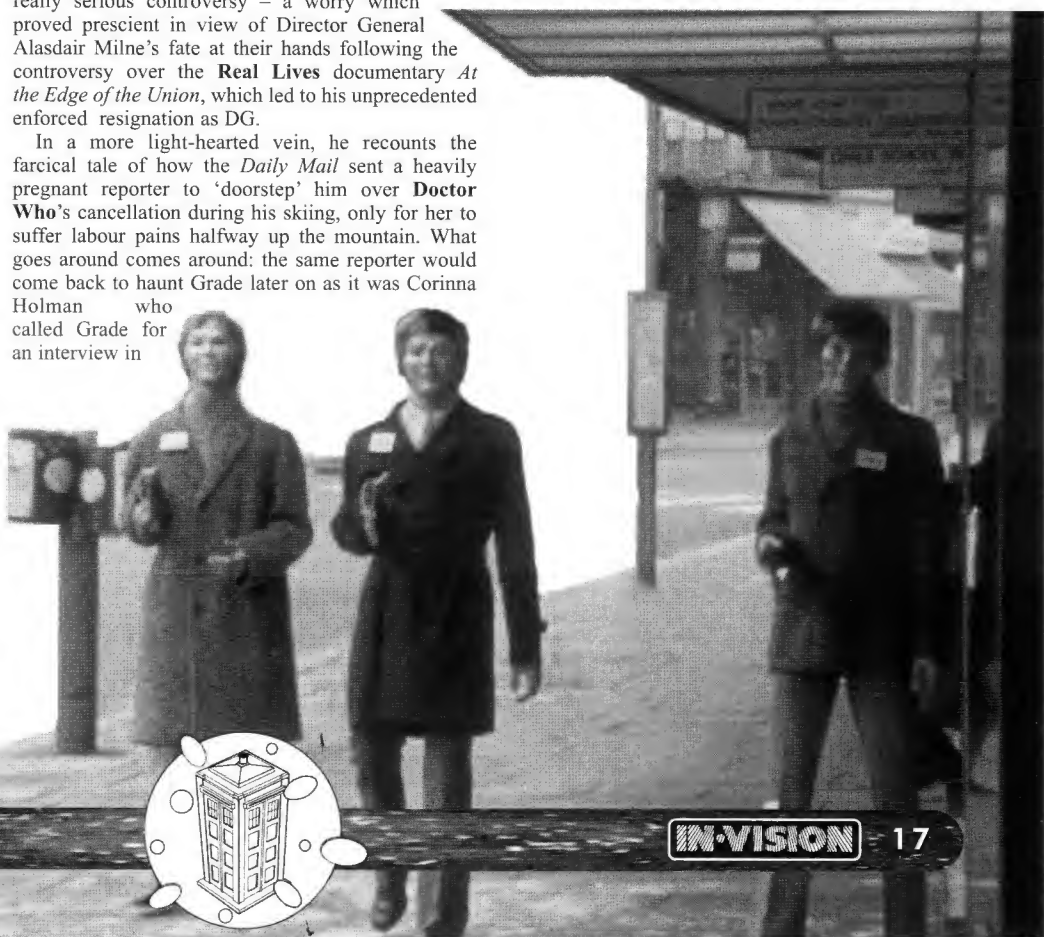 really serious controversy – a worry which
proved prescient in view of Director General
Alasdair Milne's fate at their hands following the
controversy over the Real Lives documentary At
the Edge of the Union, which led to his unprecedented
enforced resignation as DG.
In a more light-hearted vein, he recounts the
farcical tale of how the Daily Mail sent a heavily
pregnant reporter to 'doorstep' him over Doctor
Who's cancellation during his skiing, only for her to
suffer labour pains halfway up the mountain. What
goes around comes around: the same reporter would
come back to haunt Grade later on as it was Corinna
Holman who
called Grade for
an interview in
IN•VISION 17